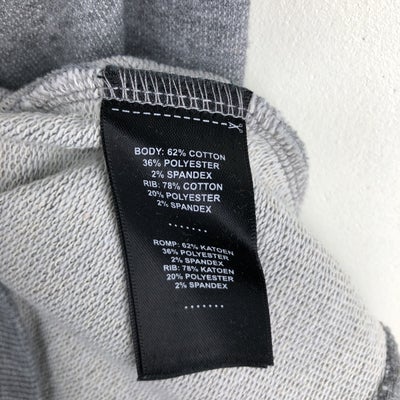 BODY: 62% COTTON
36% POLYESTER
2% SPANDEX
RIB: 78% COTTON
20% POLYESTER
2% SPANDEX
.......
ROMP: 62% KATOEN
36% POLYESTER
2% SPANDEX
RIB: 78% KATOEN
20% POLYESTER
2% SPANDEX
.......